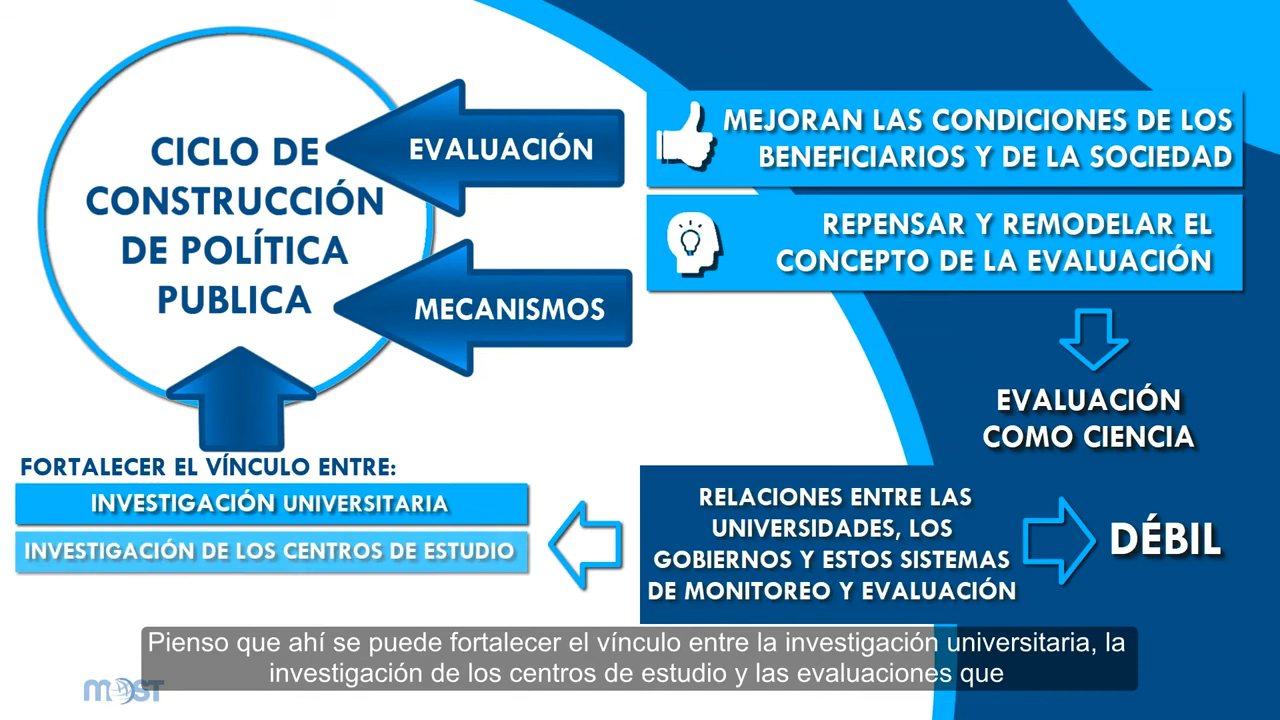 CICLO DE
CONSTRUCCIÓN
DE POLÍTICA
PUBLICA
EVALUACIÓN
MECANISMOS
MEJORAN LAS CONDICIONES DE LOS
BENEFICIARIOS Y DE LA SOCIEDAD
REPENSAR Y REMODELAR EL
CONCEPTO DE LA EVALUACIÓN
EVALUACIÓN
COMO CIENCIA
FORTALECER EL VÍNCULO ENTRE:
INVESTIGACIÓN UNIVERSITARIA
INVESTIGACIÓN DE LOS CENTROS DE ESTUDIO
RELACIONES ENTRE LAS
UNIVERSIDADES, LOS
GOBIERNOS Y ESTOS SISTEMAS
DE MONITOREO Y EVALUACIÓN
DÉBIL
Pienso que ahí se puede fortalecer el vínculo entre la investigación universitaria, la
investigación de los centros de estudio y las evaluaciones que
MOST